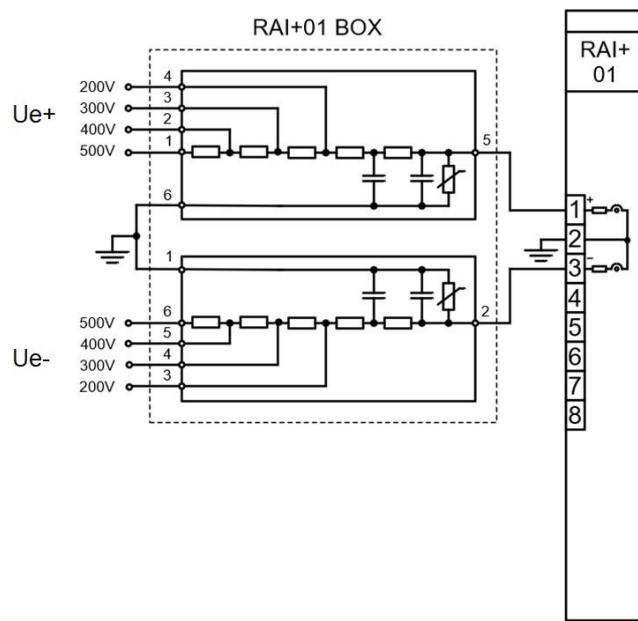 RAI+01 BOX
RAI+
01
Ue+
200V 4
300V 3
400V 2
500V 1
5
6
1
500V 6
400V 5
300V 4
200V 3
2
Ue-
1 +
2
3 −
4
5
6
7
8